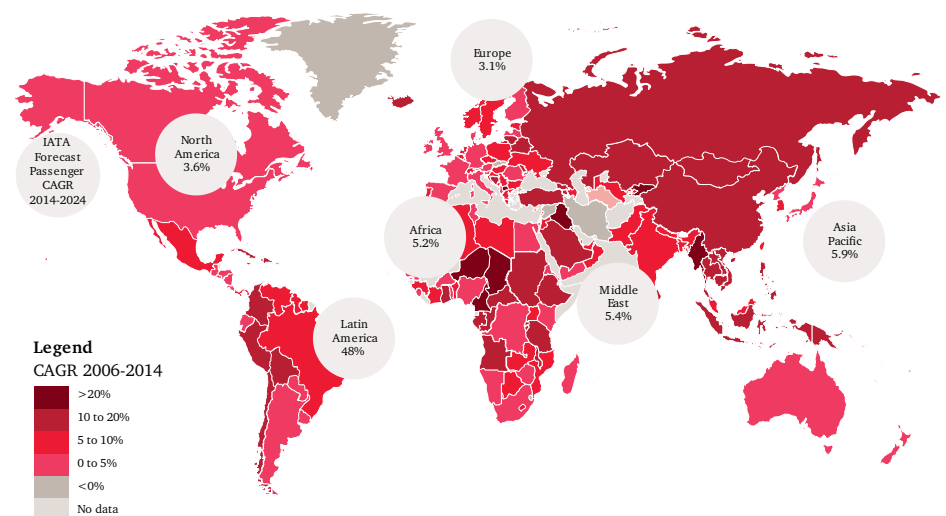 Europe
3.1%
IATA
Forecast
Passenger
CAGR
2014-2024
North
America
3.6%
Africa
5.2%
Asia
Pacific
5.9%
Middle
East
5.4%
Latin
America
48%
Legend
CAGR 2006-2014
>20%
10 to 20%
5 to 10%
0 to 5%
<0%
No data